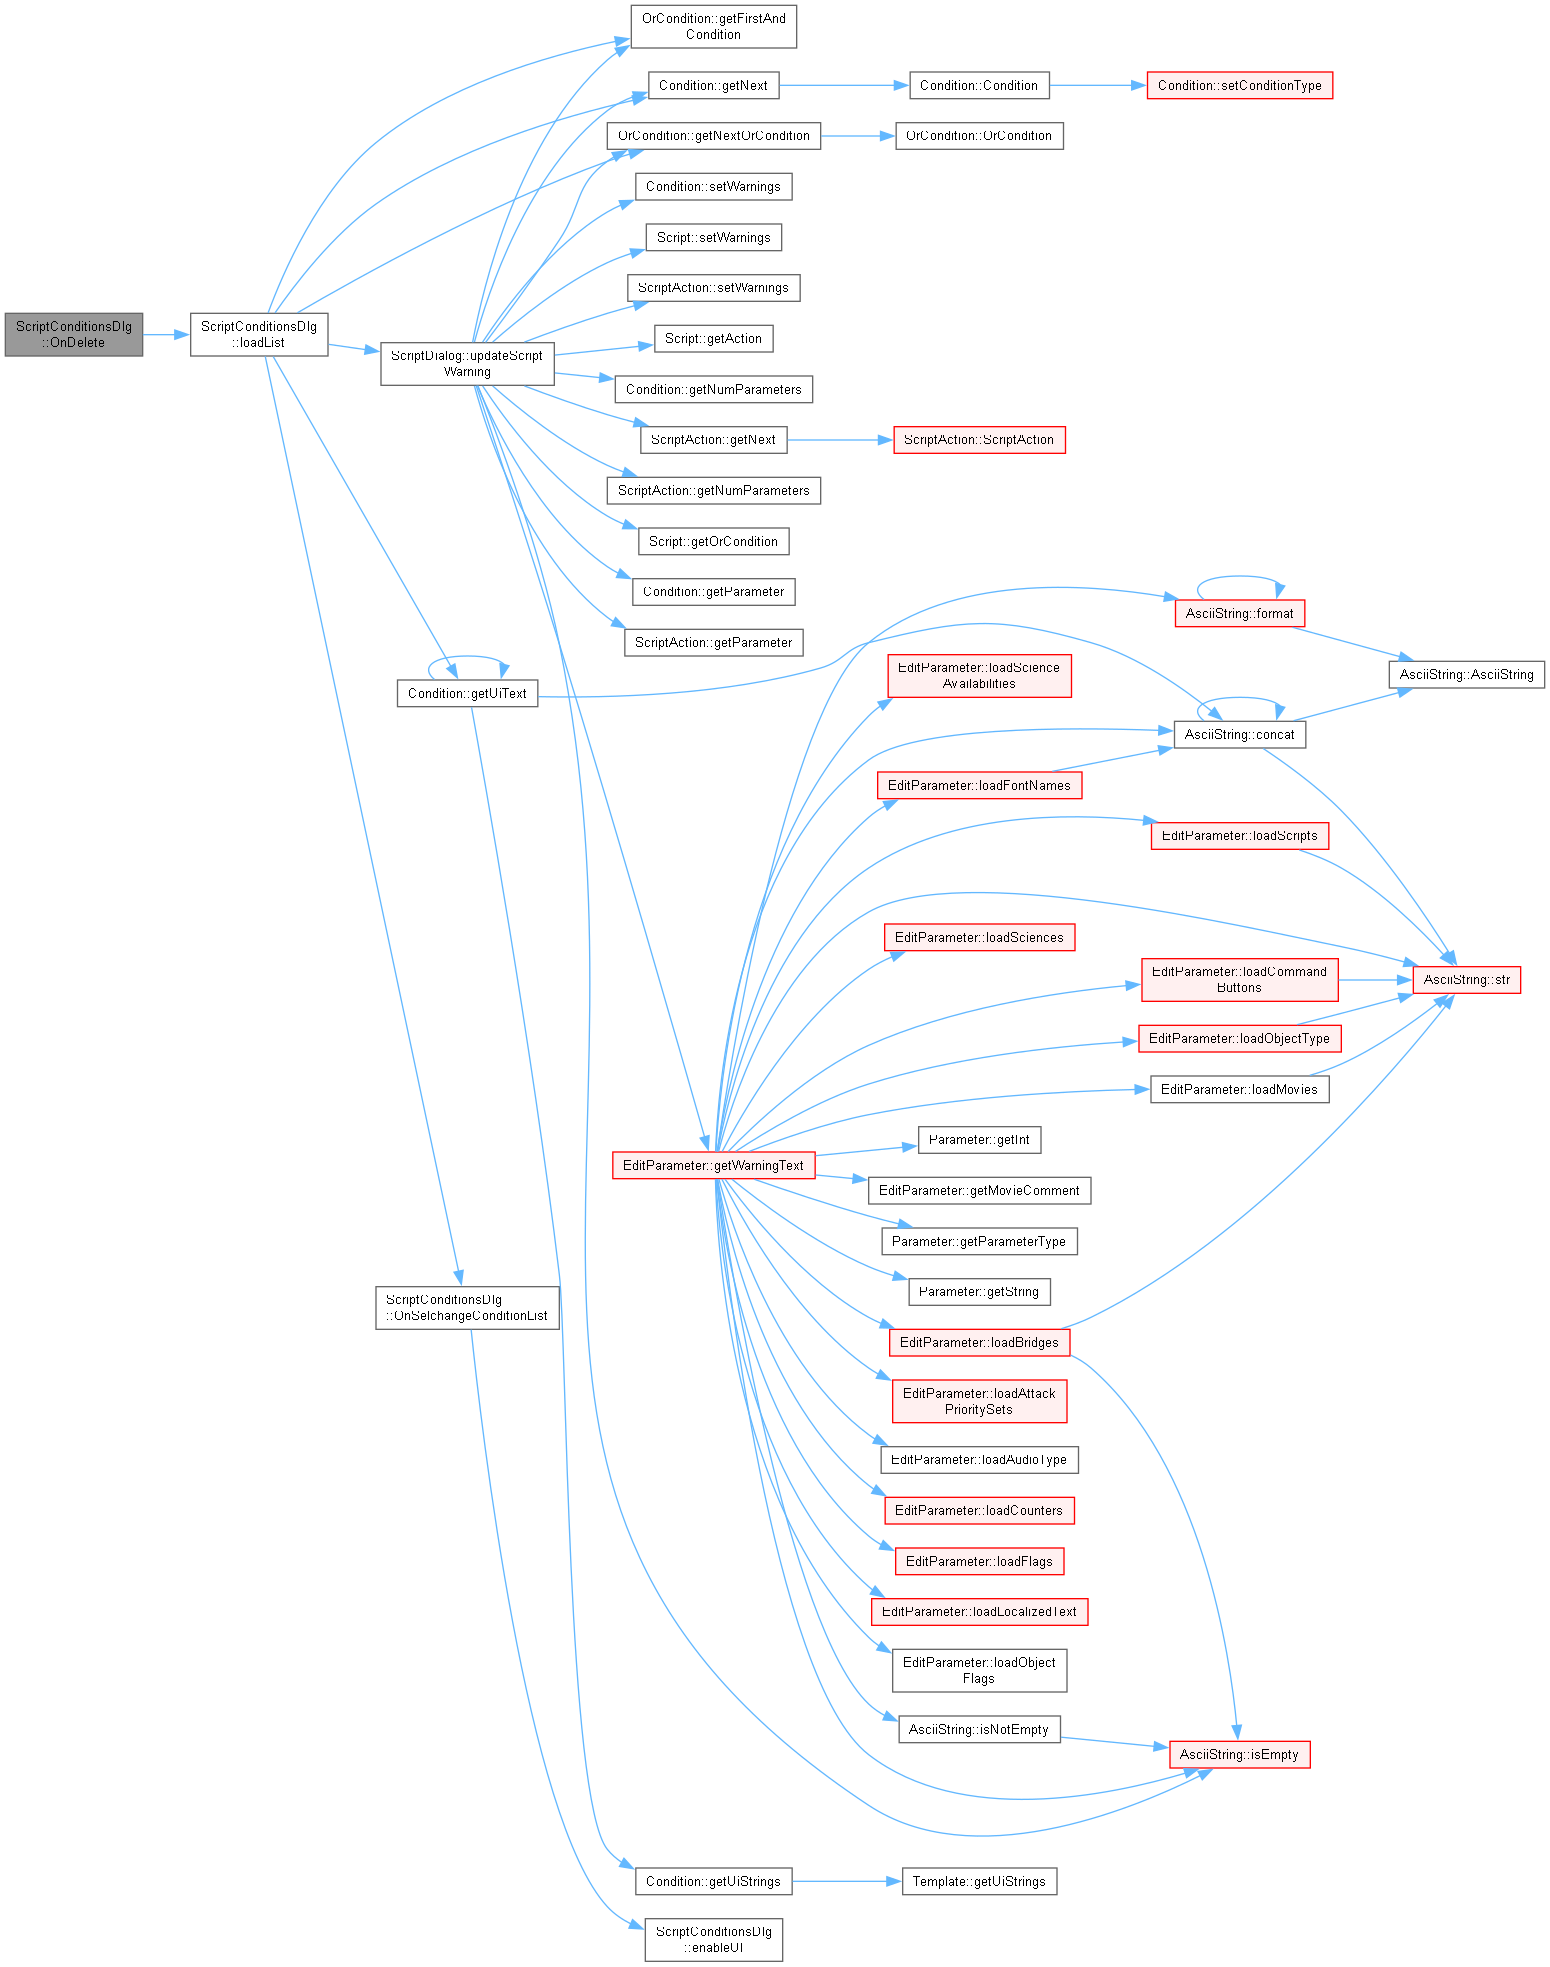 OrCondition::getFirstAnd
Condition
Condition::getNext
Condition::Condition
Condition::setConditionType
OrCondition::getNextOrCondition
OrCondition::OrCondition
Condition::setWarnings
Script::setWarnings
ScriptAction::setWarnings
ScriptConditionsDlg
::OnDelete
ScriptConditionsDlg
::loadList
Script::getAction
ScriptDialog::updateScript
Warning
Condition::getNumParameters
ScriptAction::getNext
ScriptAction::ScriptAction
ScriptAction::getNumParameters
Script::getOrCondition
Condition::getParameter
ScriptAction::getParameter
AsciiString::format
EditParameter::loadScience
Availabilities
AsciiString::AsciiString
Condition::getUiText
AsciiString::concat
EditParameter::loadFontNames
EditParameter::loadScripts
EditParameter::loadSciences
EditParameter::loadCommand
Buttons
AsciiString::str
EditParameter::loadObjectType
EditParameter::loadMovies
Parameter::getInt
EditParameter::getWarningText
EditParameter::getMovieComment
Parameter::getParameterType
Parameter::getString
ScriptConditionsDlg
::OnSelchangeConditionList
EditParameter::loadBridges
EditParameter::loadAttack
PrioritySets
EditParameter::loadAudioType
EditParameter::loadCounters
EditParameter::loadFlags
EditParameter::loadLocalizedText
EditParameter::loadObject
Flags
AsciiString::isNotEmpty
AsciiString::isEmpty
Condition::getUiStrings
Template::getUiStrings
ScriptConditionsDlg
::enableUI